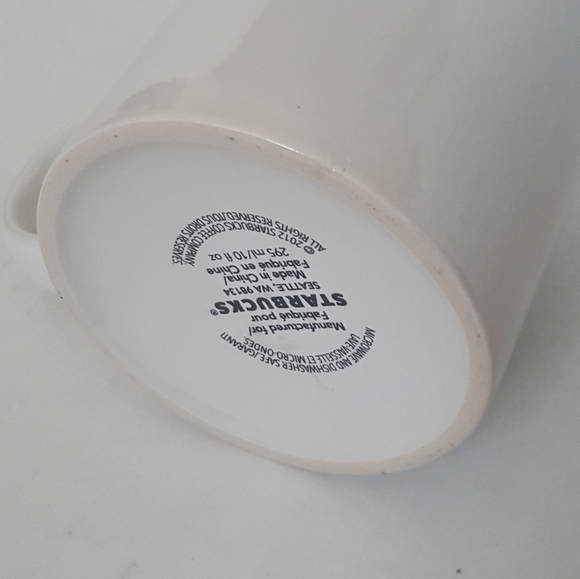 MICROWAVE AND DISHWASHER SAFE./GARANTI
LAVE-VAISSELLE ET MICRO-ONDES.
Manufactured for/
Fabriqué pour
STARBUCKS®
SEATTLE, WA 98134
Made in China/
Fabriqué en Chine
295 ml/10 fl oz
© 2012 STARBUCKS COFFEE COMPANY.
ALL RIGHTS RESERVED./TOUS DROITS RÉSERVÉS.